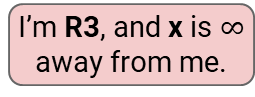 I'm R3, and x is ∞
away from me.